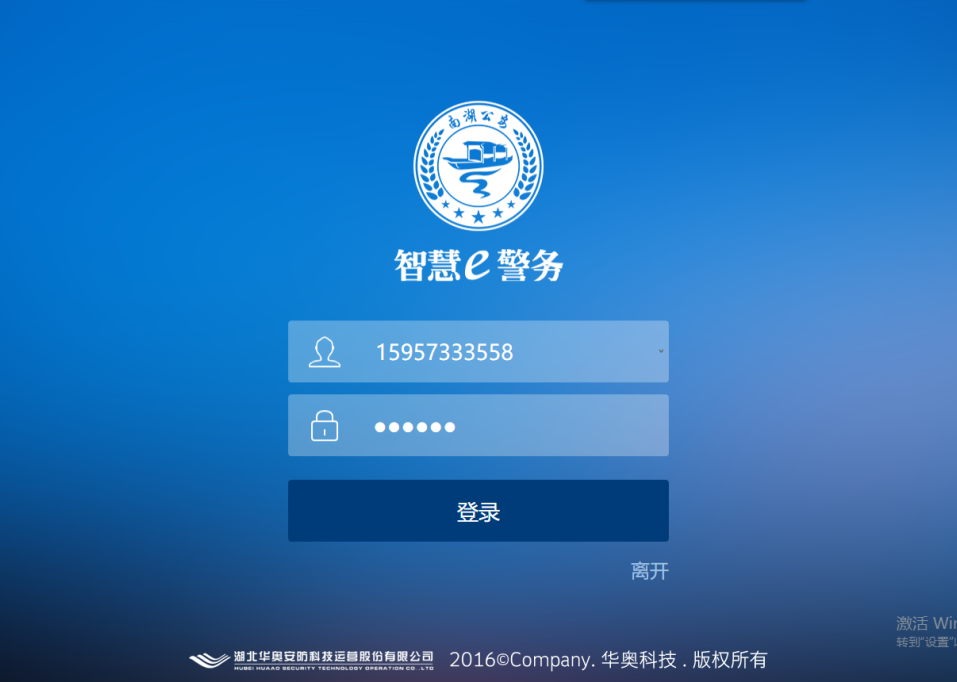 南湖公安
智慧e警务
15957333558
登录
离开
湖北华奥安防科技运营股份有限公司
HUBEI HUAAO SECURITY TECHNOLOGY OPERATION CO.,LTD
2016©Company. 华奥科技 . 版权所有
激活 Win
转到"设置"以